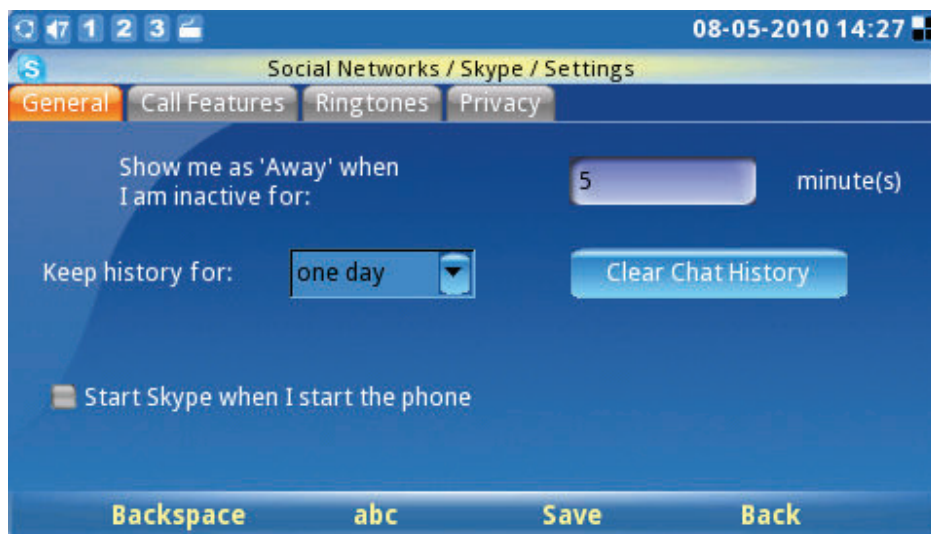 47 1 2 3 08-05-2010 14:27
S Social Networks / Skype / Settings
General Call Features Ringtones Privacy
Show me as 'Away' when
I am inactive for:
5 minute(s)
Keep history for: one day Clear Chat History
Start Skype when I start the phone
Backspace abc Save Back